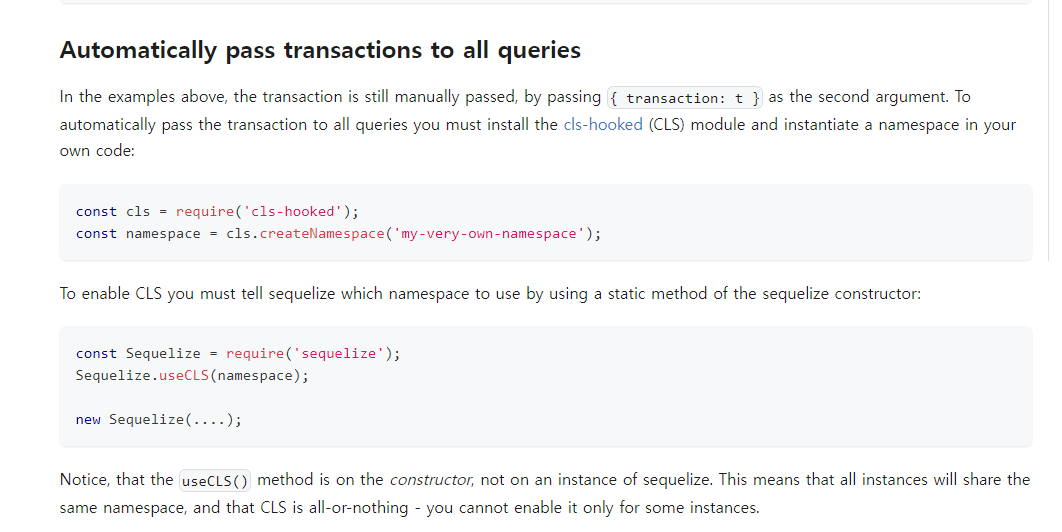 Automatically pass transactions to all queries
In the examples above, the transaction is still manually passed, by passing { transaction: t } as the second argument. To
automatically pass the transaction to all queries you must install the cls-hooked (CLS) module and instantiate a namespace in your
own code:
const cls = require('cls-hooked');
const namespace = cls.createNamespace('my-very-own-namespace');
To enable CLS you must tell sequelize which namespace to use by using a static method of the sequelize constructor:
const Sequelize = require('sequelize');
Sequelize.useCLS(namespace);
new Sequelize(....);
Notice, that the useCLS() method is on the constructor, not on an instance of sequelize. This means that all instances will share the
same namespace, and that CLS is all-or-nothing - you cannot enable it only for some instances.